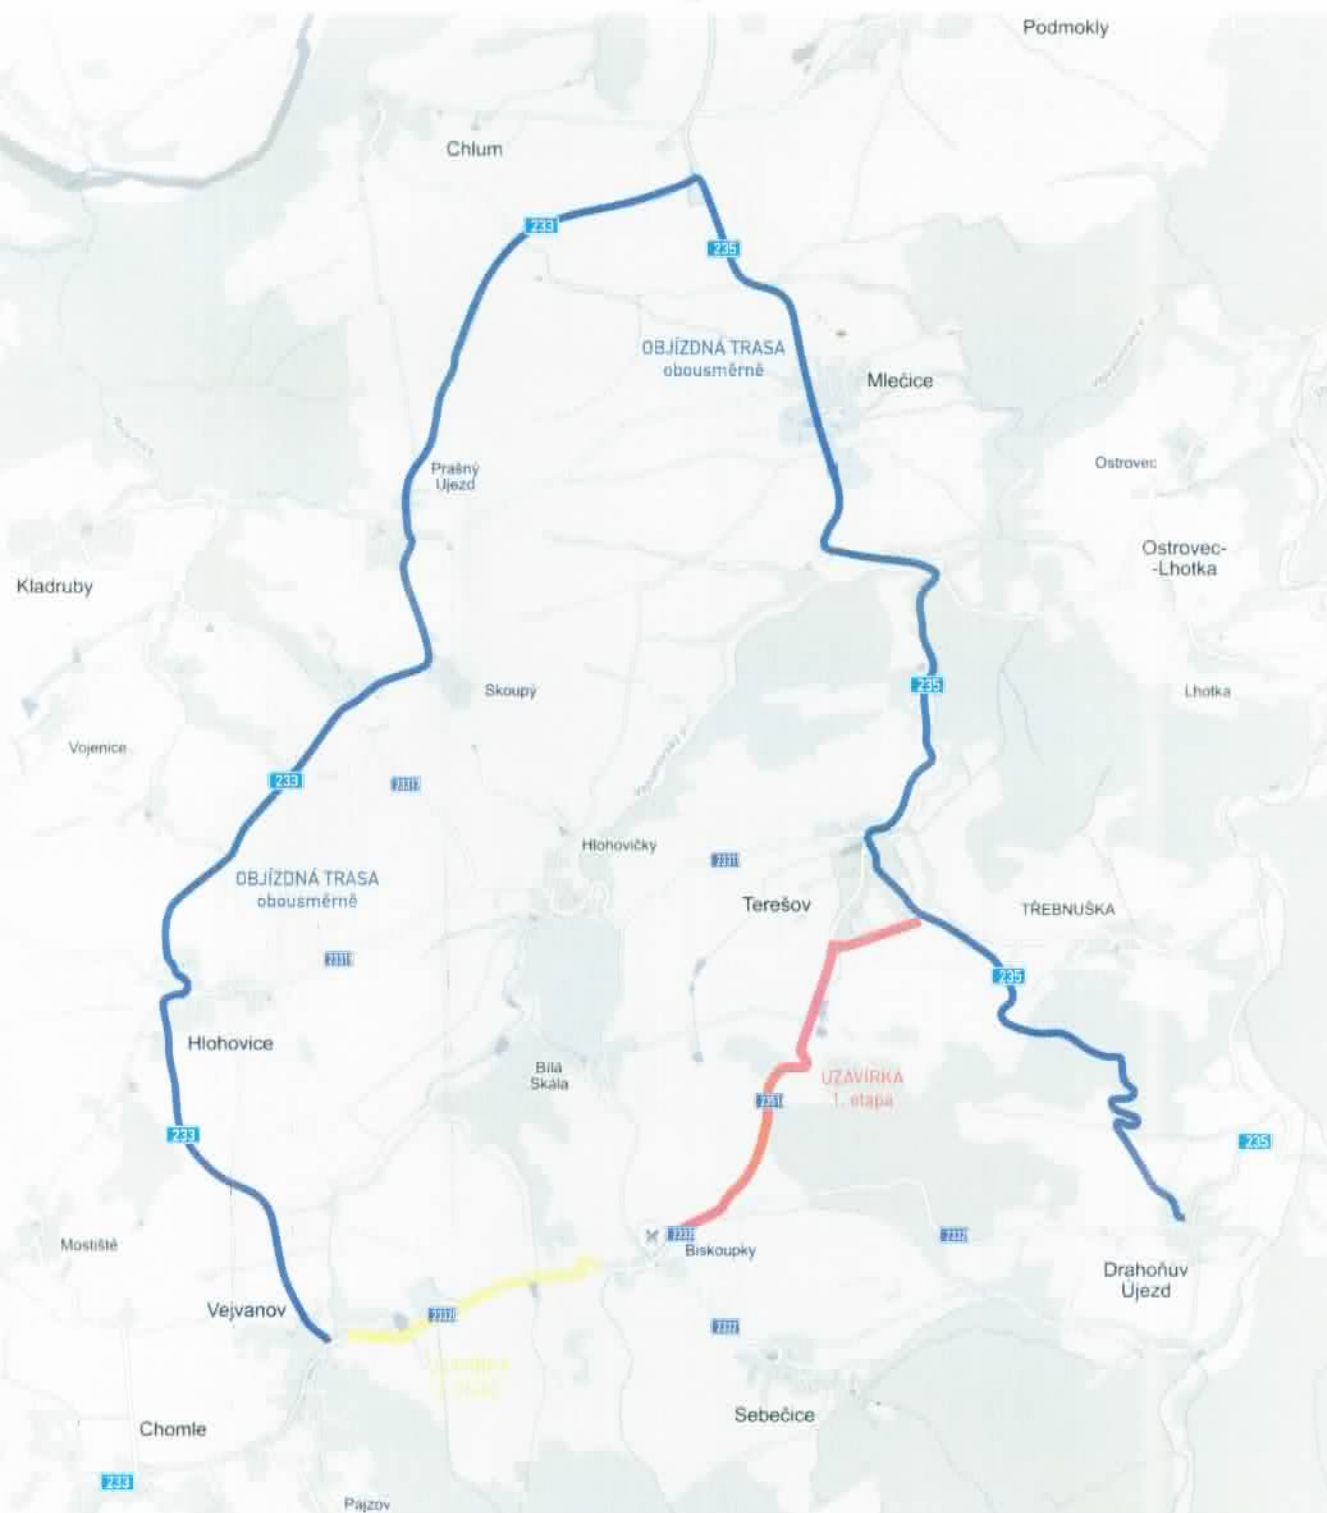 Podmokly
Chlum
233
235
OBJÍZDNÁ TRASA
obousměrně
Mlečice
Prašný
Újezd
Ostrovec
Ostrovec-
-Lhotka
Kladruby
235
Skoupý
Lhotka
Vojenice
233
Hlohovičky
OBJÍZDNÁ TRASA
obousměrně
Terešov
TŘEBNUŠKA
235
Hlohovice
Bílá
Skála
UZAVÍRKA
1. etapa
2351
233
235
Mostiště
Biskoupky
Drahoňův
Újezd
Vejvanov
Sebečice
Chomle
233
Pajzov